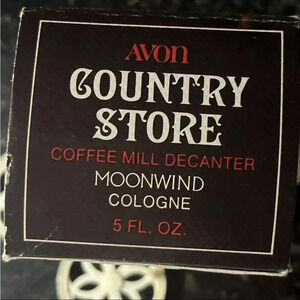 AVON
COUNTRY
STORE
COFFEE MILL DECANTER
MOONWIND
COLOGNE
5 FL. OZ.